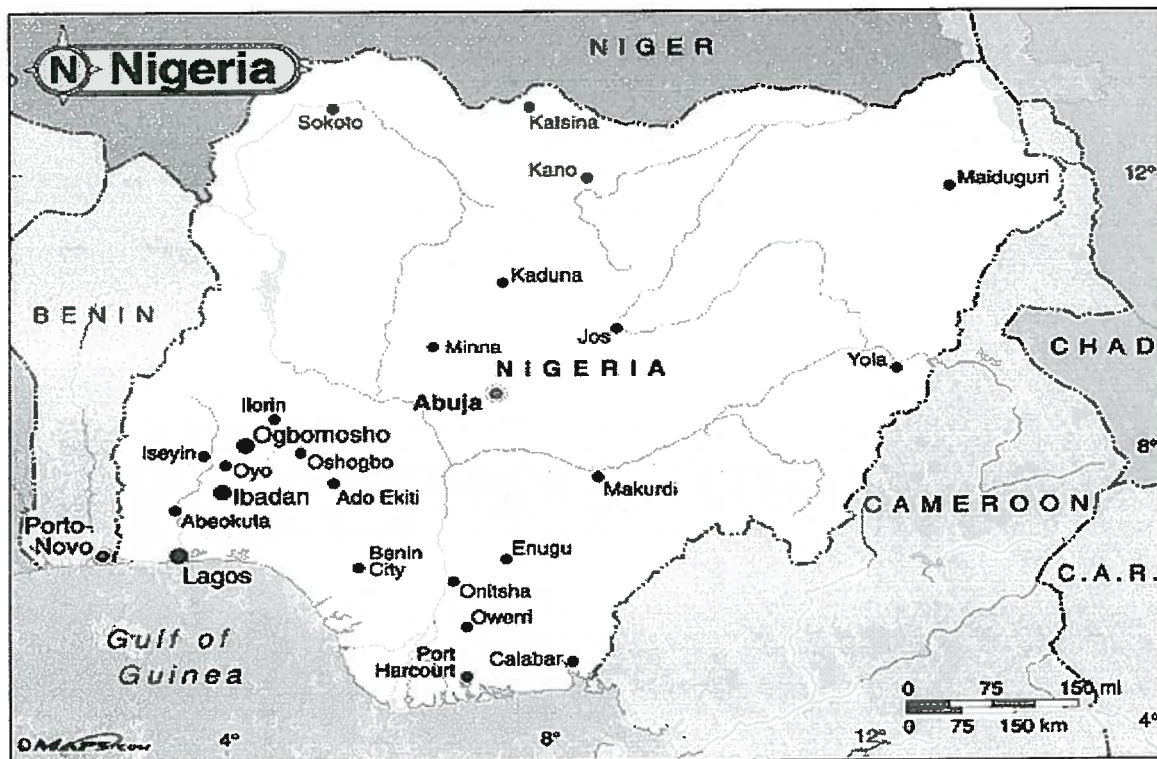 N Nigeria
NIGER
Sokoto
Katsina
Kano
Maiduguri
12°
Kaduna
BENIN
Jos
CHAD
Minna
NIGERIA
Yola
Abuja
Ilorin
Ogbomosho
Iseyin
Oshogbo
8°
Oyo
Makurdi
Ibadan
Ado Ekiti
CAMEROON
Abeokuta
Porto-
Novo
Enugu
Benin
City
Lagos
C.A.R.
Onitsha
Owerri
Gulf of
Guinea
Port
Harcourt
Calabar
0 75 150 mi
0 75 150 km
4°
4° 8° 12°